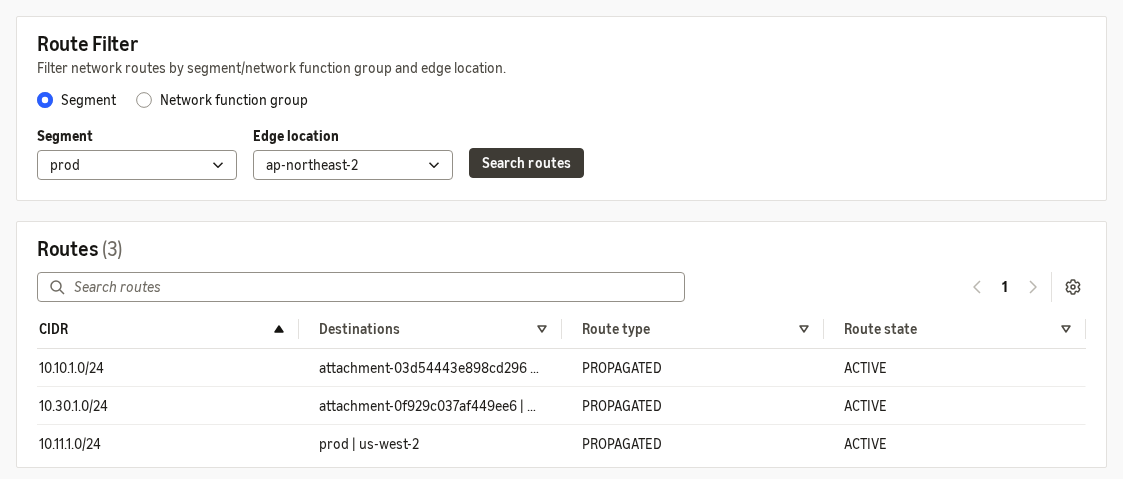 Route Filter
Filter network routes by segment/network function group and edge location.
Segment Network function group
Segment Edge location
prod ap-northeast-2 Search routes
Routes (3)
Search routes 1
CIDR Destinations Route type Route state
10.10.1.0/24 attachment-03d54443e898cd296 ... PROPAGATED ACTIVE
10.30.1.0/24 attachment-0f929c037af449ee6 | ... PROPAGATED ACTIVE
10.11.1.0/24 prod | us-west-2 PROPAGATED ACTIVE